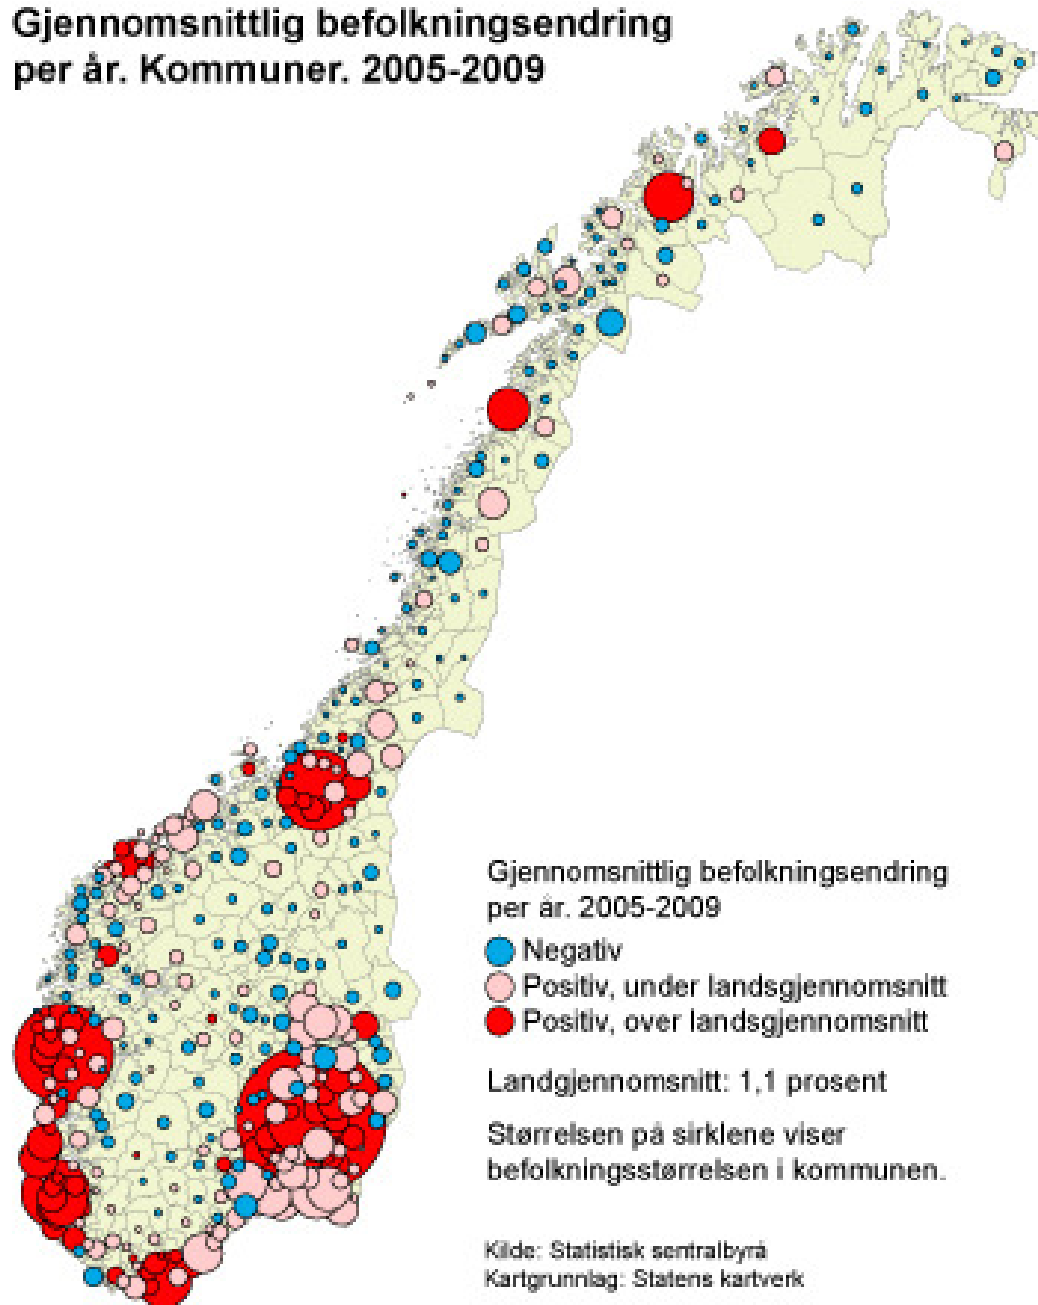 Gjennomsnittlig befolkningsendring
per år. Kommuner. 2005-2009
Gjennomsnittlig befolkningsendring
per år. 2005-2009
Negativ
Positiv, under landsgjennomsnitt
Positiv, over landsgjennomsnitt
Landgjennomsnitt: 1,1 prosent
Størrelsen på sirklene viser
befolkningsstørrelsen i kommunen.
Kilde: Statistisk sentralbyrå
Kartgrunnlag: Statens kartverk